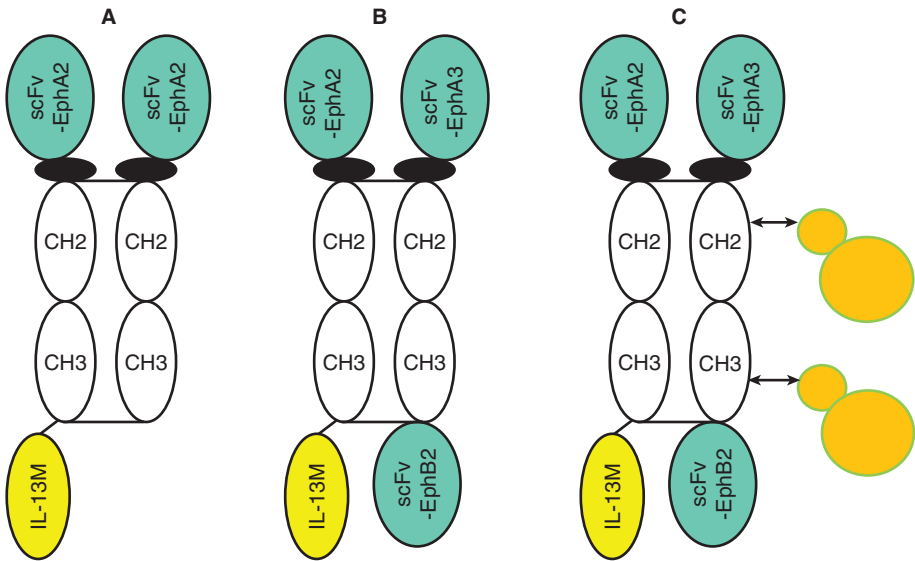 A
scFv
-EphA2
scFv
-EphA2
CH2
CH2
CH3
CH3
IL-13M
B
scFv
-EphA2
scFv
-EphA3
CH2
CH2
CH3
CH3
IL-13M
scFv
-EphB2
C
scFv
-EphA2
scFv
-EphA3
CH2
CH2
CH3
CH3
IL-13M
scFv
-EphB2